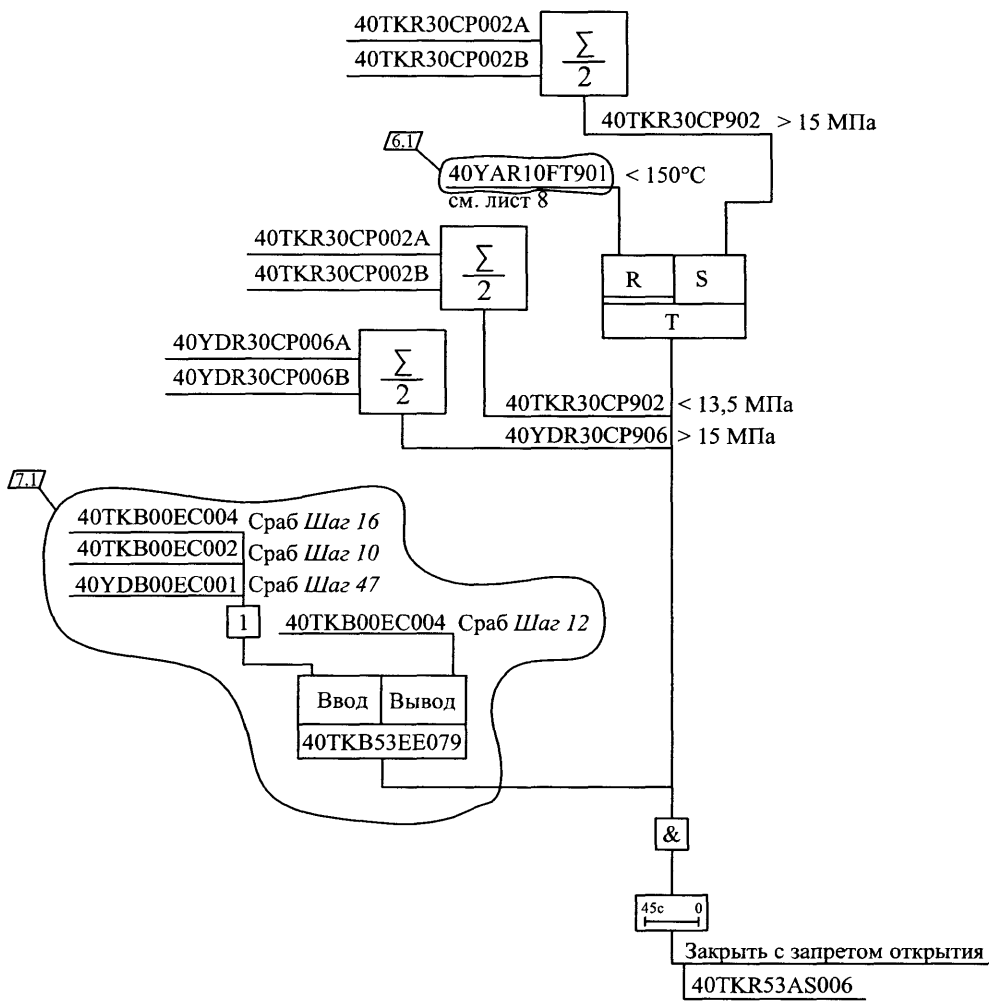 40TKR30CP002A
40TKR30CP002B
Σ
2
40TKR30CP902 > 15 МПа
6.1
40YAR10FT901 < 150°С
см. лист 8
40TKR30CP002A
40TKR30CP002B
Σ
2
R S
T
40YDR30CP006A
40YDR30CP006B
Σ
2
40TKR30CP902 < 13,5 МПа
40YDR30CP906 > 15 МПа
7.1
40TKB00EC004 Сраб Шаг 16
40TKB00EC002 Сраб Шаг 10
40YDB00EC001 Сраб Шаг 47
1
40TKB00EC004 Сраб Шаг 12
Ввод Вывод
40TKB53EE079
&
45с 0
Закрыть с запретом открытия
40TKR53AS006